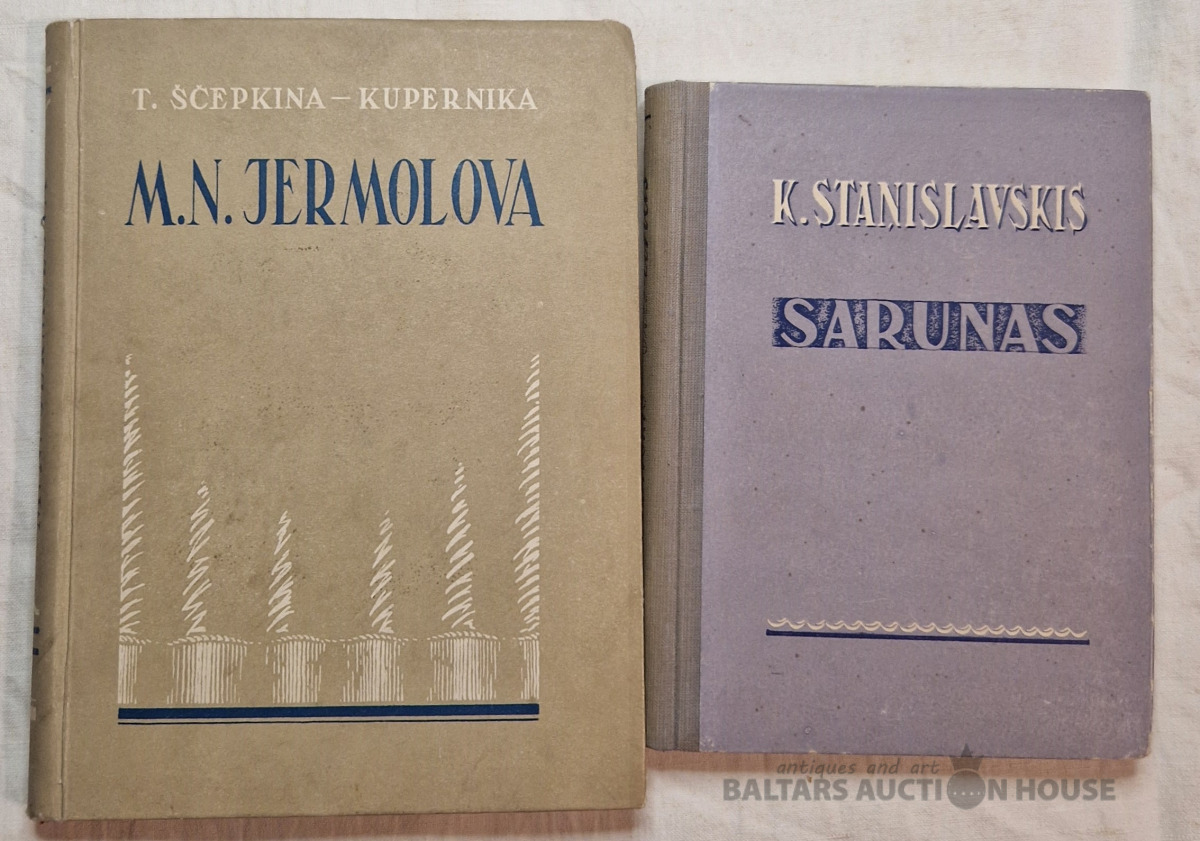 T. ŠČEPKINA – KUPERNIKA
M.N. JERMOLOVA
K. STAŅISLAVSKIS
SARUNAS
antiques and art
BALTARS AUCTION HOUSE